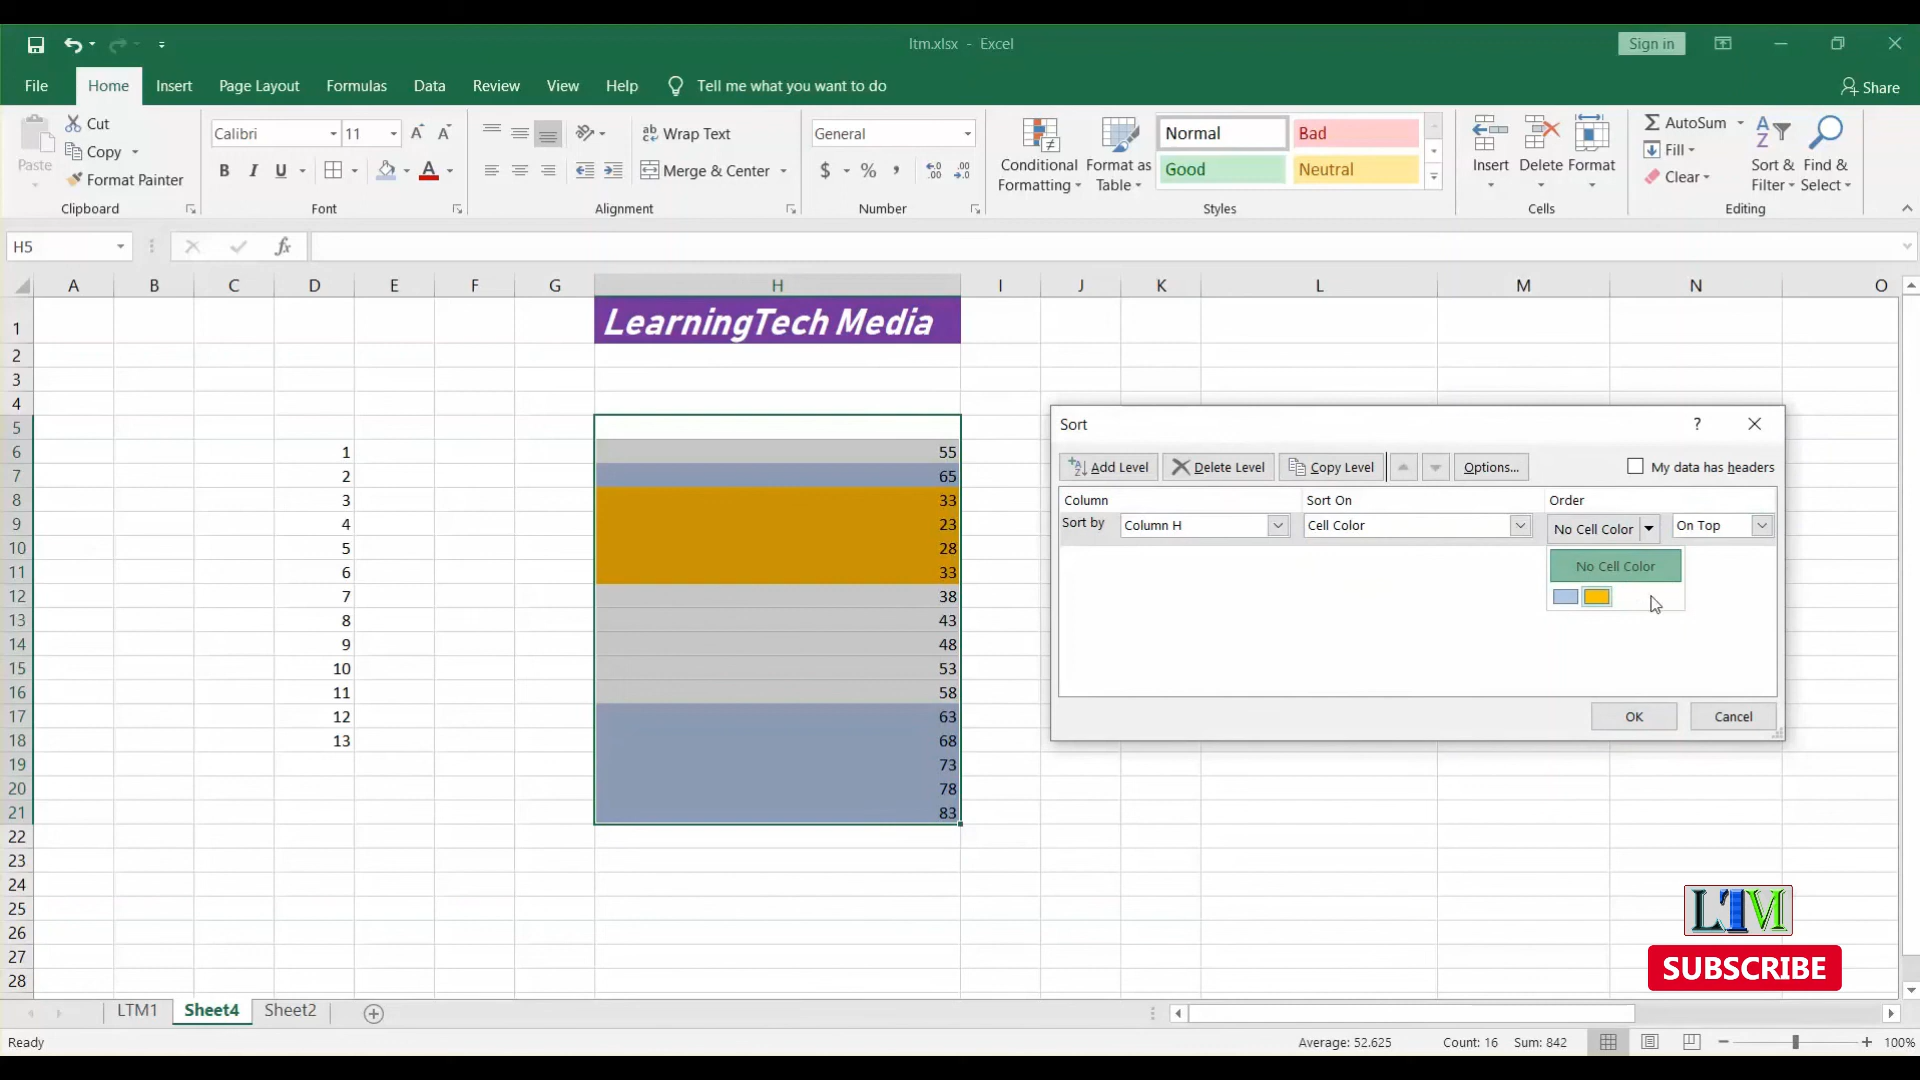 ltm.xlsx - Excel
Sign in
File Home Insert Page Layout Formulas Data Review View Help Tell me what you want to do Share
Paste
Cut
Copy
Format Painter
Clipboard
Calibri 11
B I U
Font
Wrap Text
Merge & Center
Alignment
General
$ % ,
Number
Conditional Formatting
Format as Table
Normal Bad
Good Neutral
Styles
Insert Delete Format
Cells
AutoSum
Fill
Clear
Sort & Filter
Find & Select
Editing
H5
fx
A B C D E F G H I J K L M N O
1 LearningTech Media
2
3
4
5
6 1 55
7 2 65
8 3 33
9 4 23
10 5 28
11 6 33
12 7 38
13 8 43
14 9 48
15 10 53
16 11 58
17 12 63
18 13 68
19 73
20 78
21 83
22
23
24
25
26
27
28
Sort ?
Add Level Delete Level Copy Level Options... My data has headers
Column Sort On Order
Sort by Column H Cell Color No Cell Color On Top
No Cell Color
OK Cancel
LTM
SUBSCRIBE
LTM1 Sheet4 Sheet2
Ready Average: 52.625 Count: 16 Sum: 842 100%